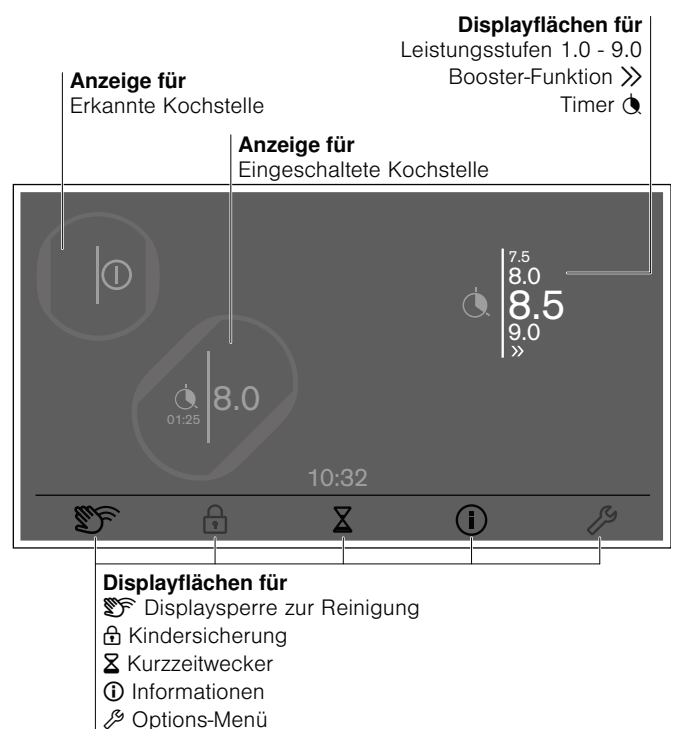 Displayflächen für
Leistungsstufen 1.0 - 9.0
Booster-Funktion »
Timer
Anzeige für
Erkannte Kochstelle
Anzeige für
Eingeschaltete Kochstelle
7.5
8.0
8.5
9.0
»
8.0
01:25
10:32
Displayflächen für
Displaysperre zur Reinigung
Kindersicherung
Kurzzeitwecker
Informationen
Options-Menü